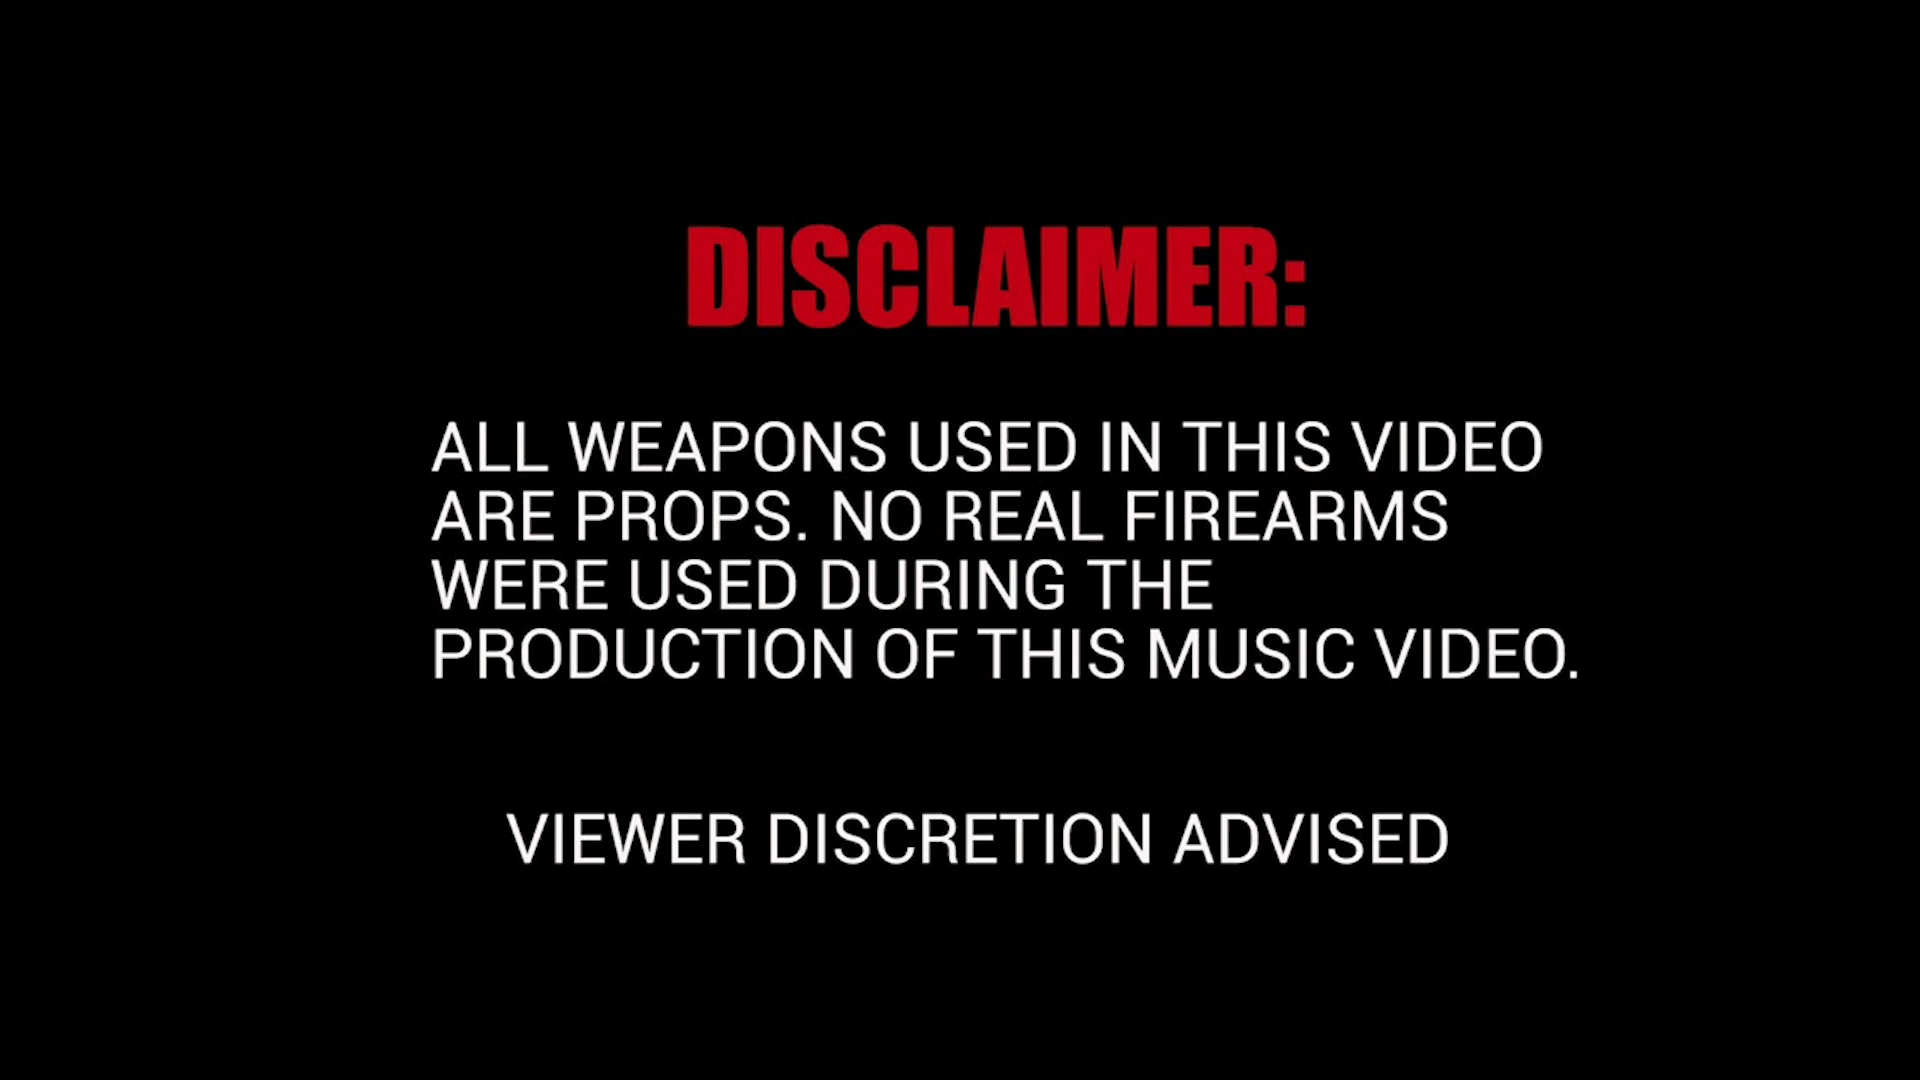 DISCLAIMER:
ALL WEAPONS USED IN THIS VIDEO
ARE PROPS. NO REAL FIREARMS
WERE USED DURING THE
PRODUCTION OF THIS MUSIC VIDEO.
VIEWER DISCRETION ADVISED